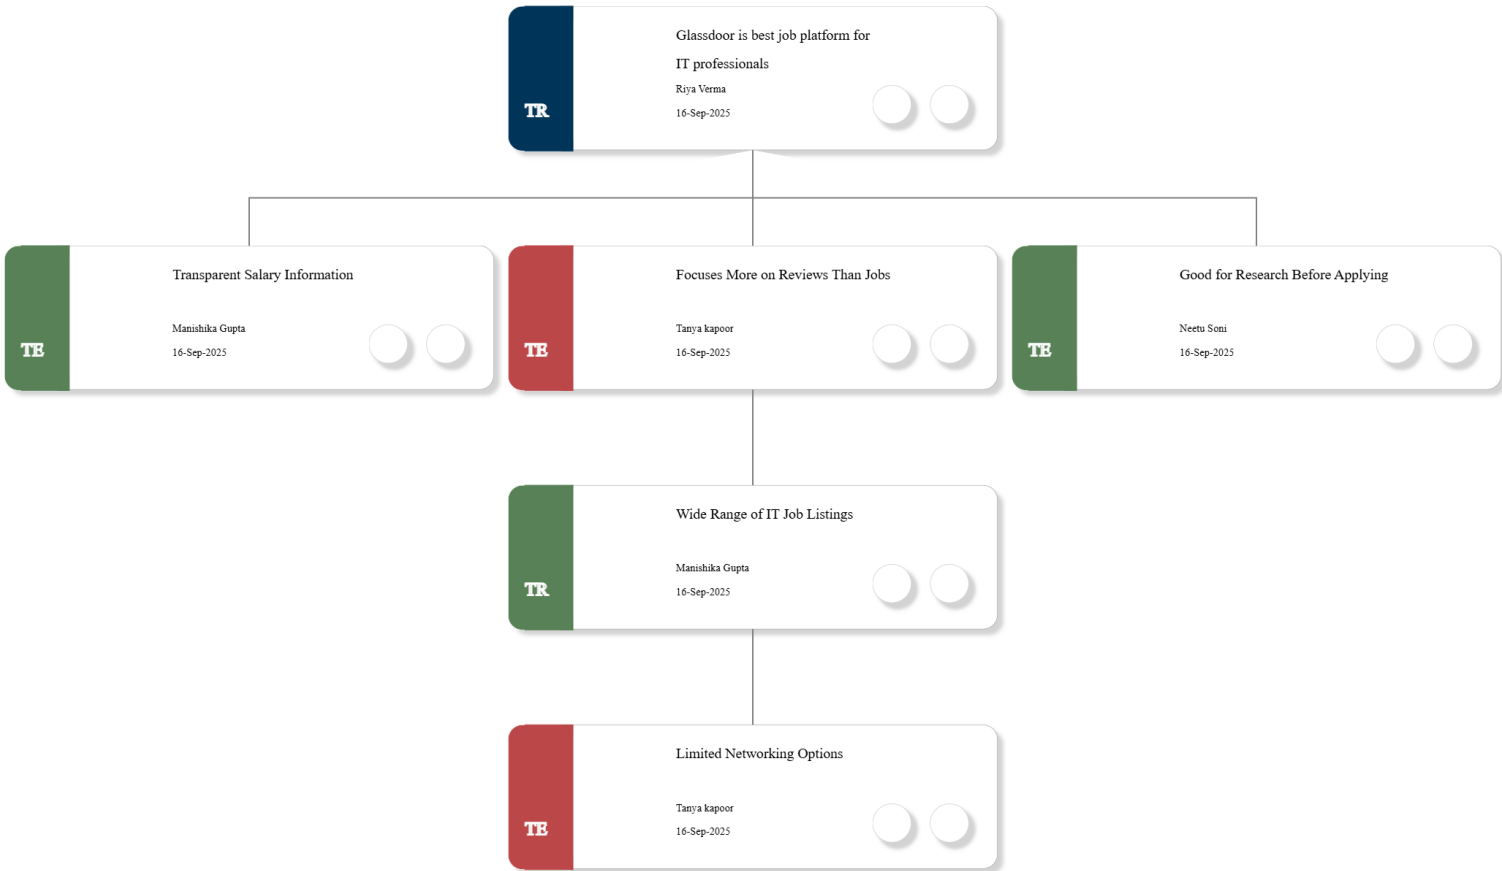 Glassdoor is best job platform for
IT professionals
Riya Verma
16-Sep-2025
TR
Transparent Salary Information
Manishika Gupta
16-Sep-2025
TE
Focuses More on Reviews Than Jobs
Tanya kapoor
16-Sep-2025
TE
Good for Research Before Applying
Neetu Soni
16-Sep-2025
TE
Wide Range of IT Job Listings
Manishika Gupta
16-Sep-2025
TR
Limited Networking Options
Tanya kapoor
16-Sep-2025
TE